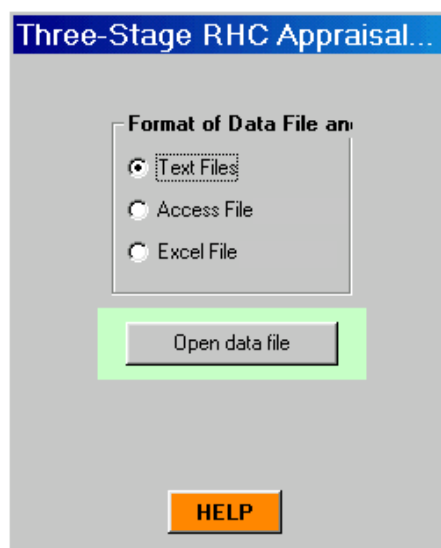 Three-Stage RHC Appraisal...
Format of Data File an
Text Files
Access File
Excel File
Open data file
HELP